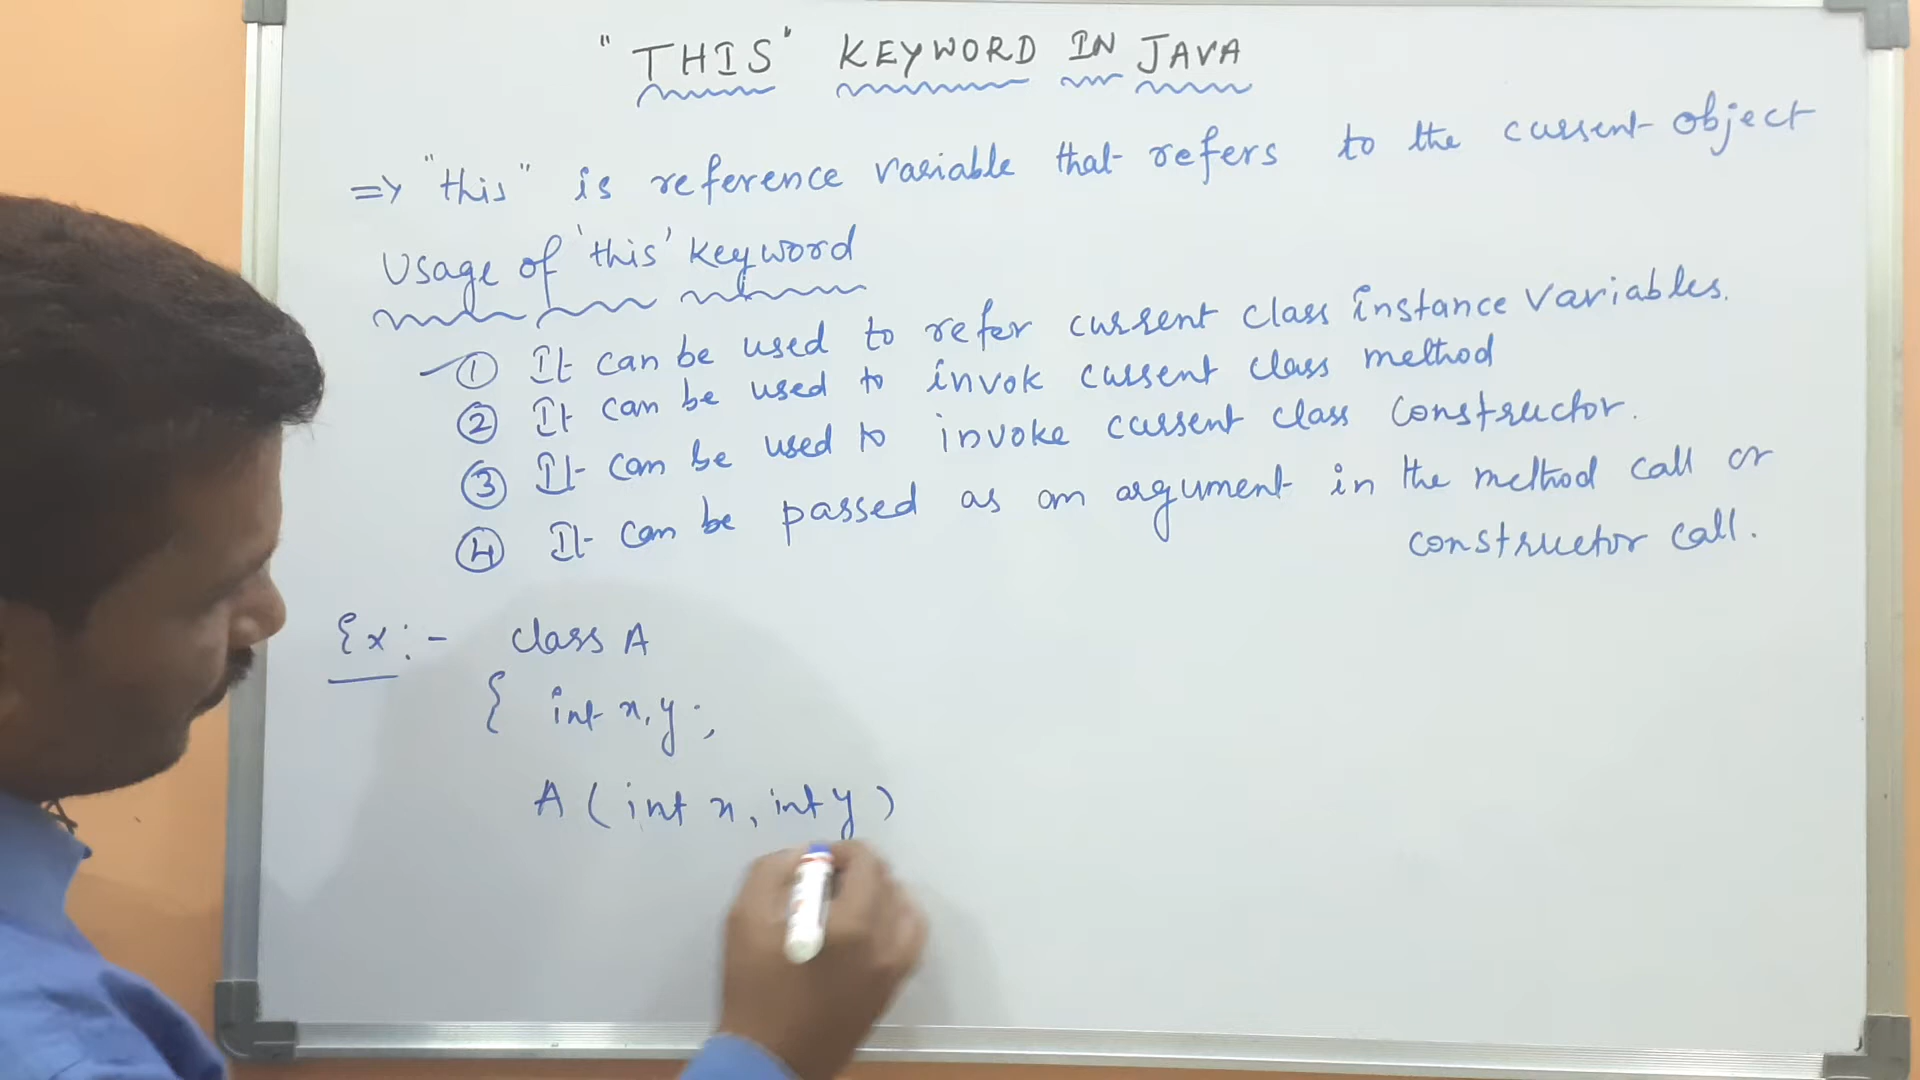 "THIS" KEYWORD IN JAVA
=> "this" is reference variable that refers to the current object
Usage of 'this' keyword
① It can be used to refer current class instance variables.
② It can be used to invok current class method
③ It can be used to invoke current class constructor.
④ It can be passed as an argument in the method call or
constructor call.
Ex:- class A
{ int x,y;
A (int x, int y)